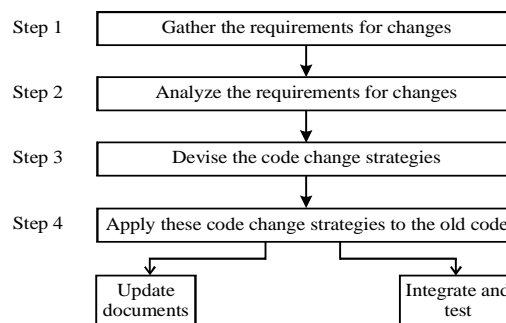 Step 1
Gather the requirements for changes
Step 2
Analyze the requirements for changes
Step 3
Devise the code change strategies
Step 4
Apply these code change strategies to the old code
Update
documents
Integrate and
test